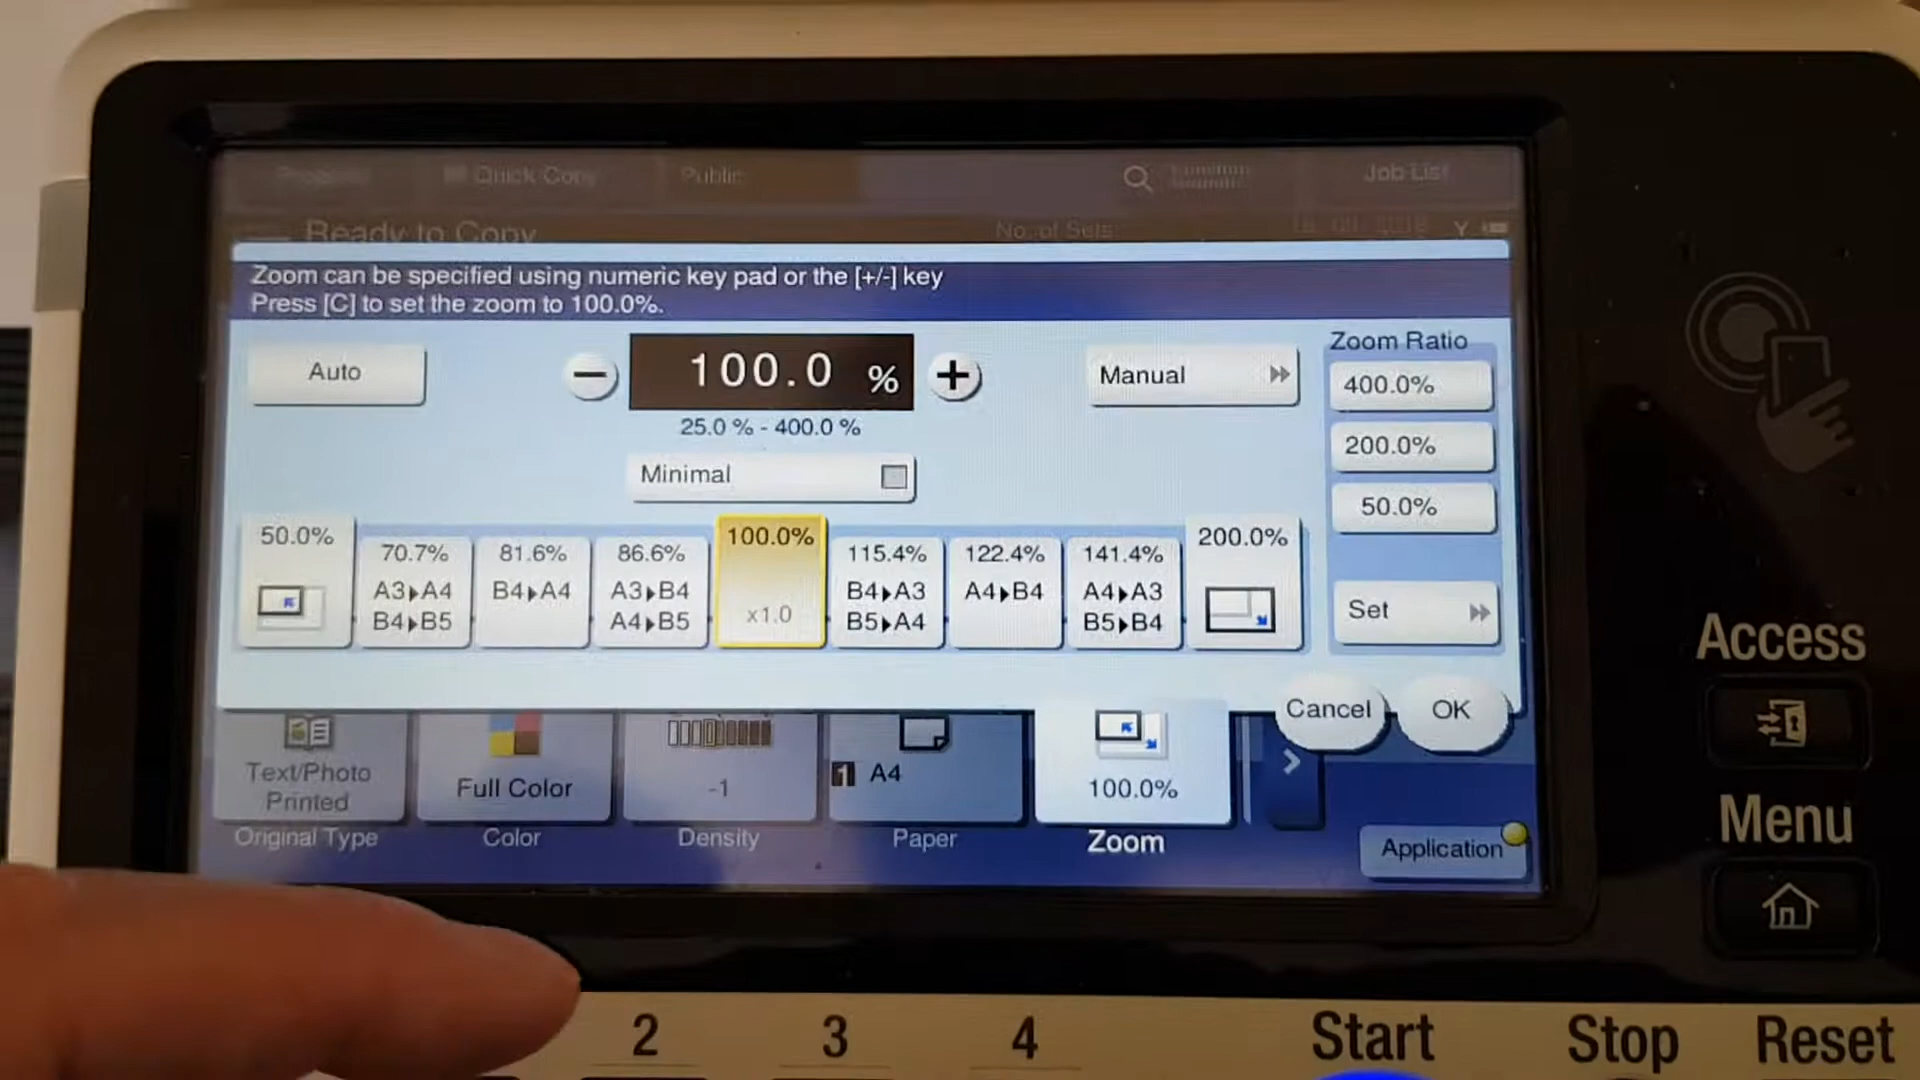 Quick Copy
Public
Job List
Ready to Copy
No. of Sets
Zoom can be specified using numeric key pad or the [+/-] key
Press [C] to set the zoom to 100.0%.
Auto
100.0 %
25.0 % - 400.0 %
Minimal
Manual
Zoom Ratio
400.0%
200.0%
50.0%
Set
50.0%
70.7%
A3▸A4
B4▸B5
81.6%
B4▸A4
86.6%
A3▸B4
A4▸B5
100.0%
x1.0
115.4%
B4▸A3
B5▸A4
122.4%
A4▸B4
141.4%
A4▸A3
B5▸B4
200.0%
Cancel
OK
Text/Photo
Printed
Original Type
Full Color
Color
-1
Density
1 A4
Paper
100.0%
Zoom
Application
Access
Menu
2
3
4
Start
Stop
Reset